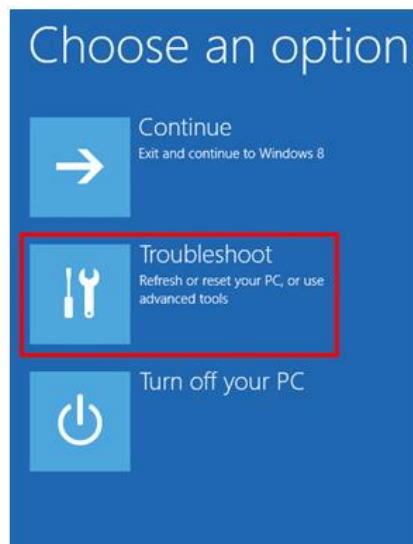 Choose an option
Continue
Exit and continue to Windows 8
Troubleshoot
Refresh or reset your PC, or use
advanced tools
Turn off your PC